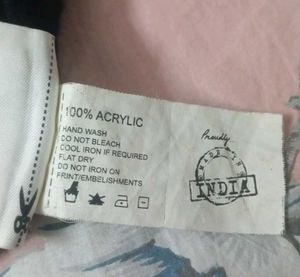 100% ACRYLIC
HAND WASH
DO NOT BLEACH
COOL IRON IF REQUIRED
FLAT DRY
DO NOT IRON ON
PRINT/EMBELISHMENTS
Proudly
MADE IN
INDIA